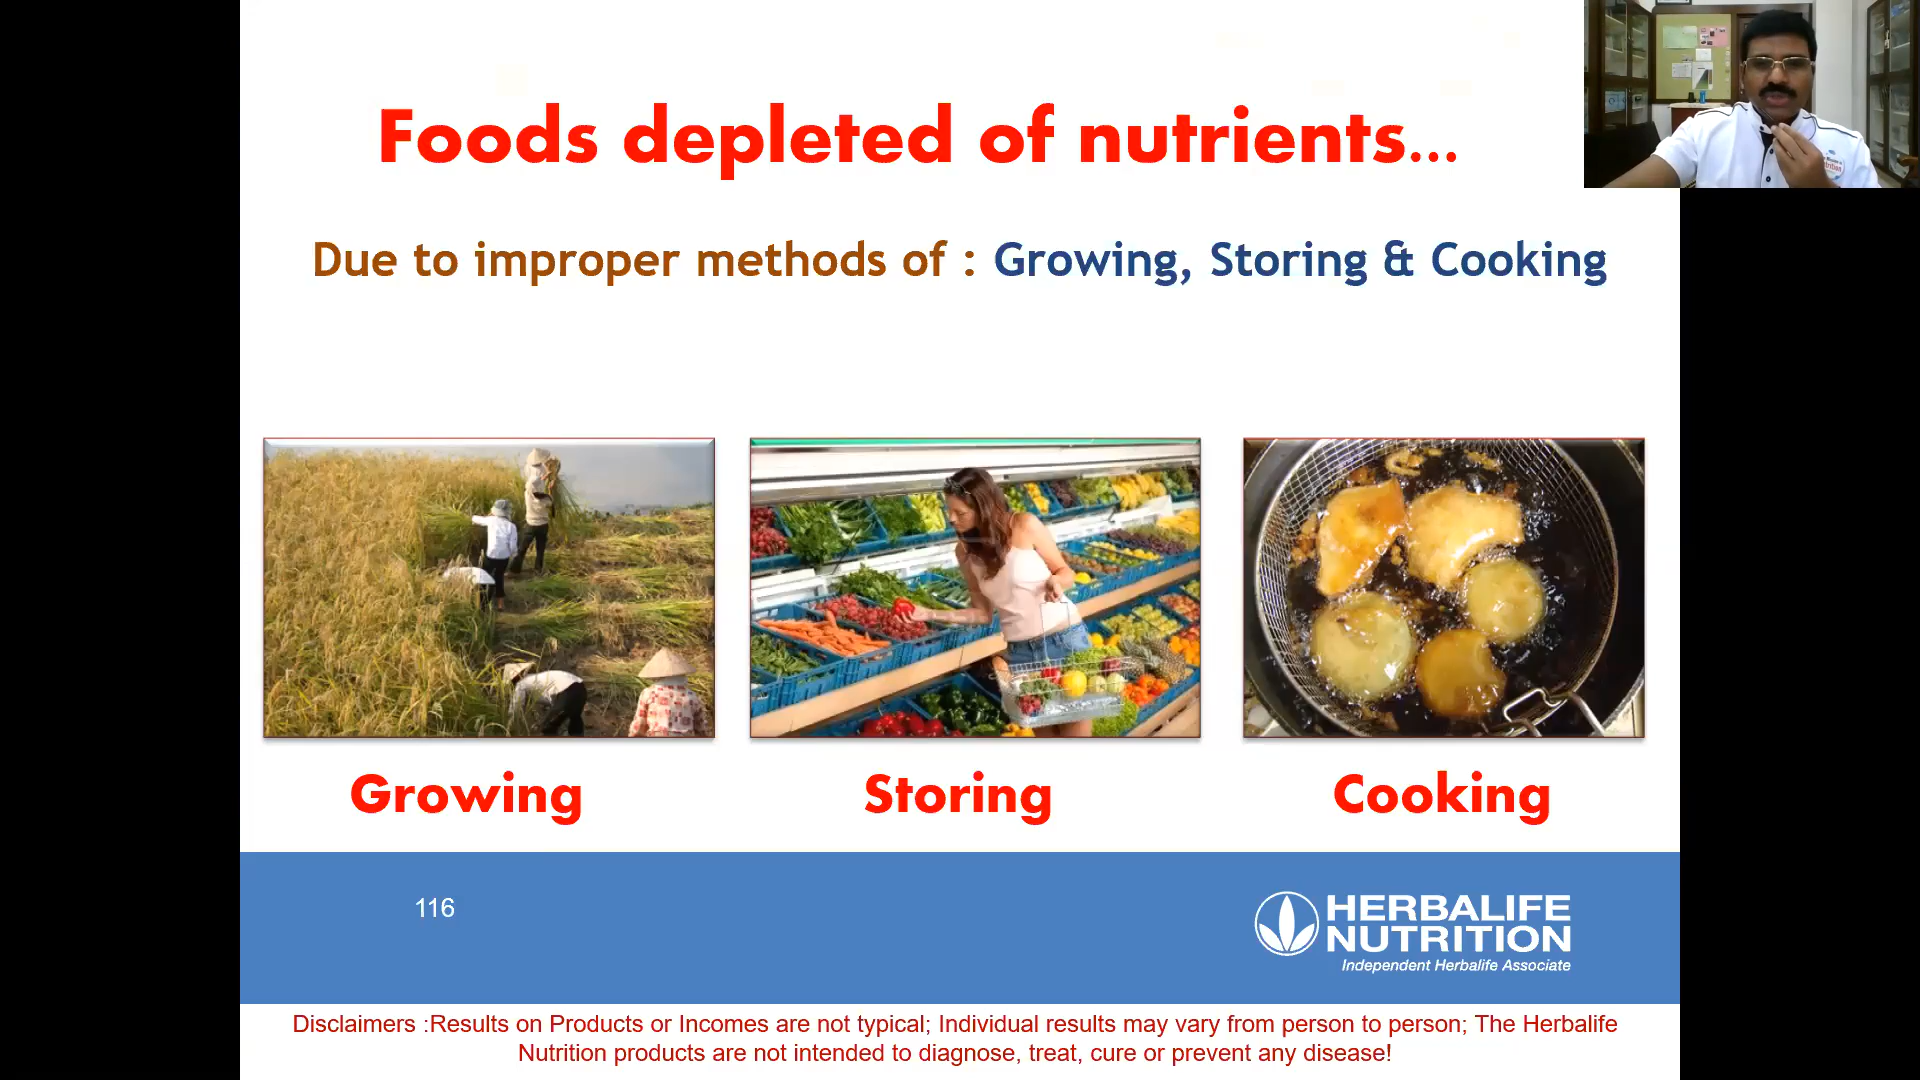 Foods depleted of nutrients...
Due to improper methods of : Growing, Storing & Cooking
Growing
Storing
Cooking
116
HERBALIFE
NUTRITION
Independent Herbalife Associate
Disclaimers :Results on Products or Incomes are not typical; Individual results may vary from person to person; The Herbalife
Nutrition products are not intended to diagnose, treat, cure or prevent any disease!